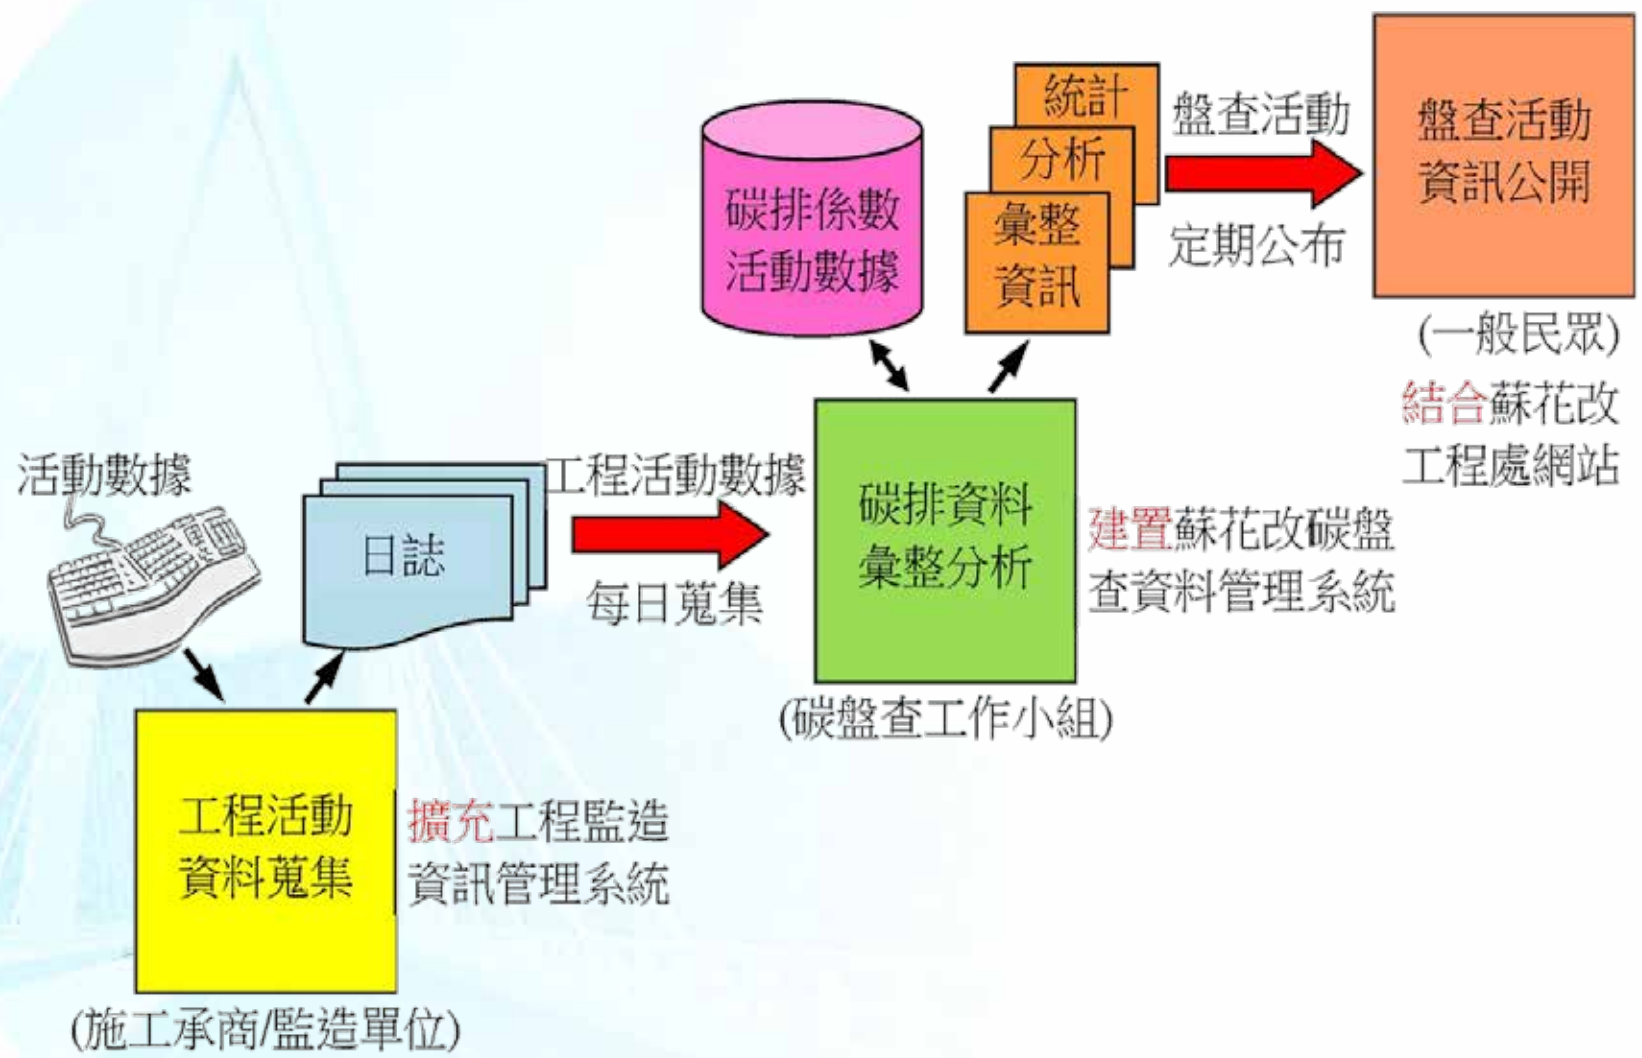 活動數據
工程活動
資料蒐集
(施工承商/監造單位)
擴充工程監造
資訊管理系統
日誌
工程活動數據
每日蒐集
碳排資料
彙整分析
(碳盤查工作小組)
建置蘇花改碳盤
查資料管理系統
碳排係數
活動數據
統計
分析
彙整
資訊
盤查活動
定期公布
盤查活動
資訊公開
(一般民眾)
結合蘇花改
工程處網站